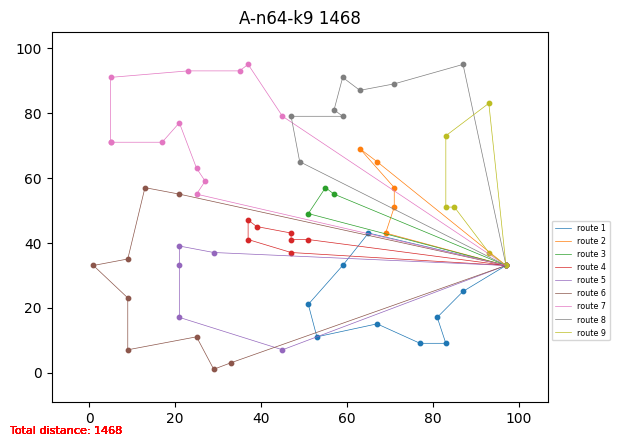 A-n64-k9 1468
100
80
60
40
20
0
0 20 40 60 80 100
route 1
route 2
route 3
route 4
route 5
route 6
route 7
route 8
route 9
Total distance: 1468